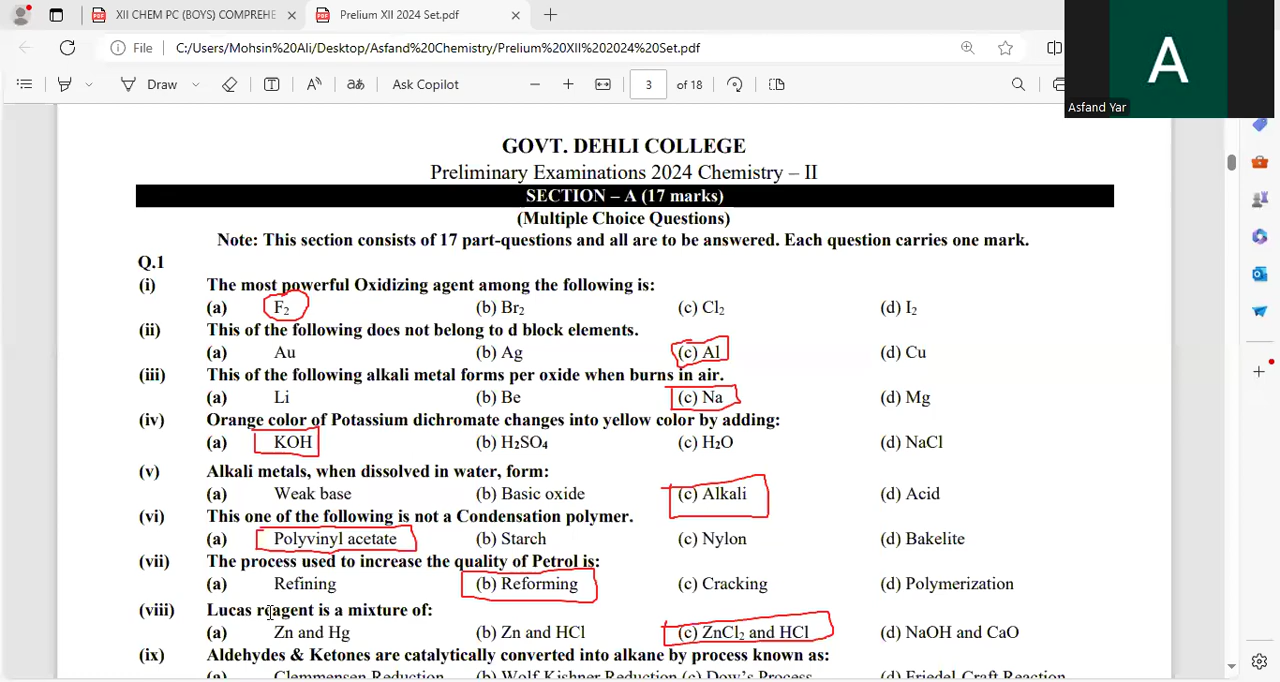 XII CHEM PC (BOYS) COMPREHE
Prelium XII 2024 Set.pdf
File C:/Users/Mohsin%20Ali/Desktop/Asfand%20Chemistry/Prelium%20XII%202024%20Set.pdf
Draw Ask Copilot 3 of 18
A
Asfand Yar
GOVT. DEHLI COLLEGE
Preliminary Examinations 2024 Chemistry – II
SECTION – A (17 marks)
(Multiple Choice Questions)
Note: This section consists of 17 part-questions and all are to be answered. Each question carries one mark.
Q.1
(i) The most powerful Oxidizing agent among the following is:
(a) F₂ (b) Br₂ (c) Cl₂ (d) I₂
(ii) This of the following does not belong to d block elements.
(a) Au (b) Ag (c) Al (d) Cu
(iii) This of the following alkali metal forms per oxide when burns in air.
(a) Li (b) Be (c) Na (d) Mg
(iv) Orange color of Potassium dichromate changes into yellow color by adding:
(a) KOH (b) H₂SO₄ (c) H₂O (d) NaCl
(v) Alkali metals, when dissolved in water, form:
(a) Weak base (b) Basic oxide (c) Alkali (d) Acid
(vi) This one of the following is not a Condensation polymer.
(a) Polyvinyl acetate (b) Starch (c) Nylon (d) Bakelite
(vii) The process used to increase the quality of Petrol is:
(a) Refining (b) Reforming (c) Cracking (d) Polymerization
(viii) Lucas reagent is a mixture of:
(a) Zn and Hg (b) Zn and HCl (c) ZnCl₂ and HCl (d) NaOH and CaO
(ix) Aldehydes & Ketones are catalytically converted into alkane by process known as:
(a) Clemmensen Reduction (b) Wolf Kishner Reduction (c) Dow's Process (d) Friedel Craft Reaction